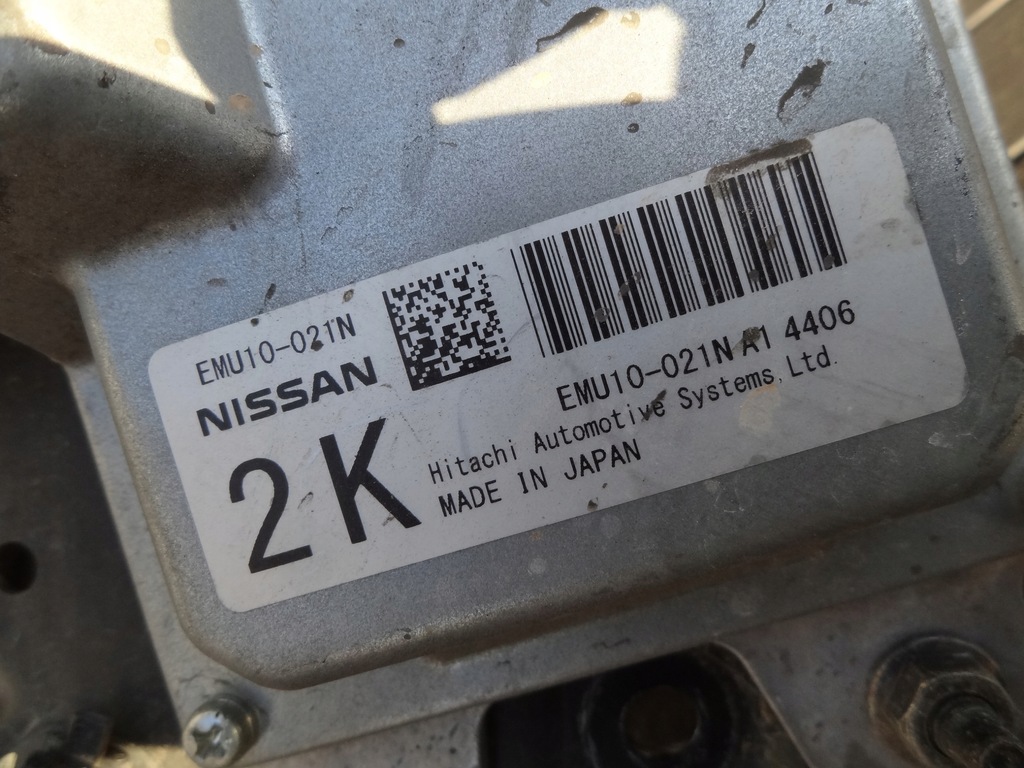 EMU10-021N
NISSAN
2K
EMU10-021N A1 4406
Hitachi Automotive Systems, Ltd.
MADE IN JAPAN